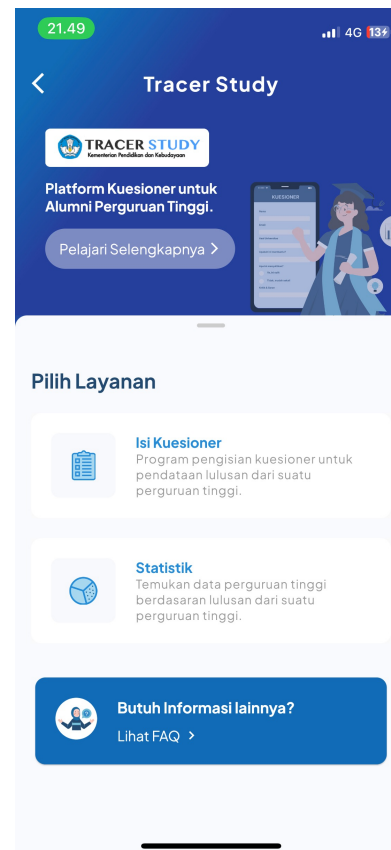 21.49
4G 13
Tracer Study
TRACER STUDY
Kementerian Pendidikan dan Kebudayaan
Platform Kuesioner untuk
Alumni Perguruan Tinggi.
KUESIONER
Pelajari Selengkapnya >
Pilih Layanan
Isi Kuesioner
Program pengisian kuesioner untuk
pendataan lulusan dari suatu
perguruan tinggi.
Statistik
Temukan data perguruan tinggi
berdasaran lulusan dari suatu
perguruan tinggi.
Butuh Informasi lainnya?
Lihat FAQ >